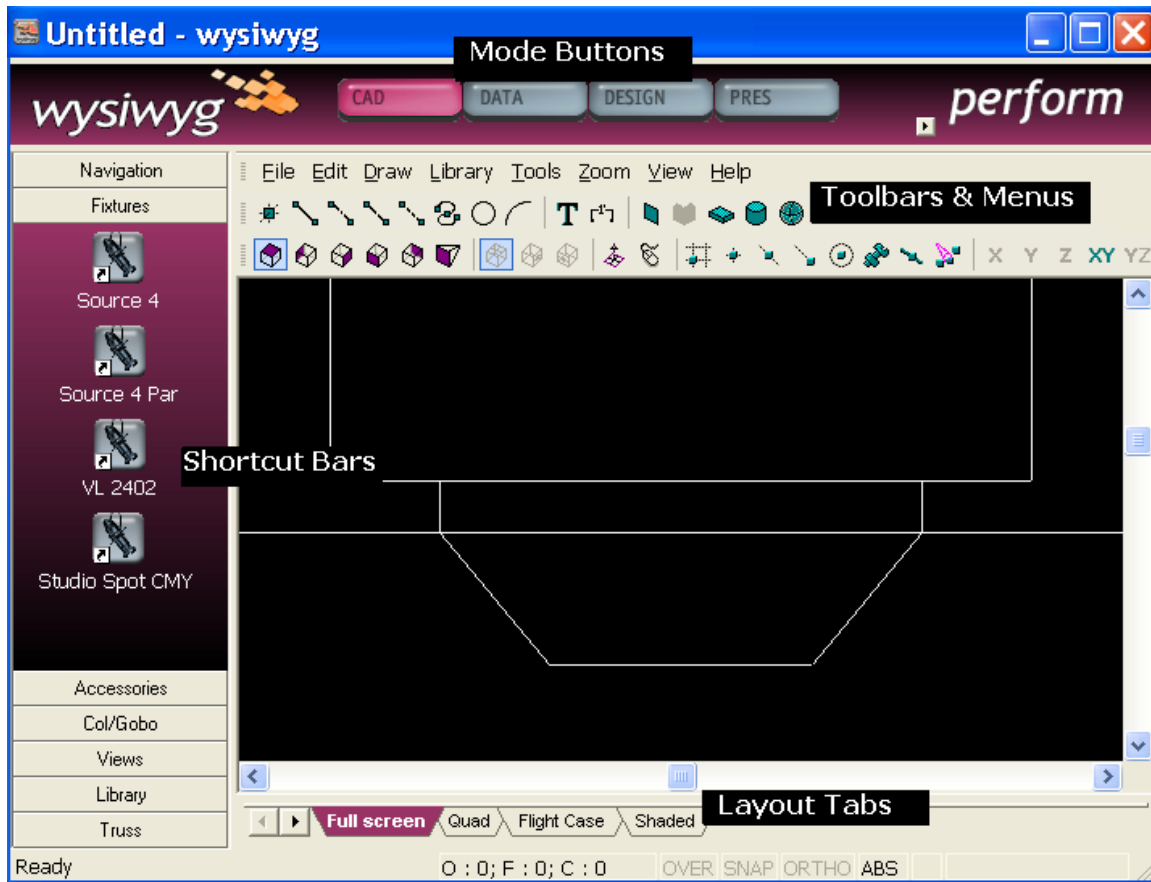 Untitled - wysiwyg
Mode Buttons
wysiwyg
CAD DATA DESIGN PRES
perform
Navigation
Fixtures
Source 4
Source 4 Par
VL 2402
Studio Spot CMY
Accessories
Col/Gobo
Views
Library
Truss
File Edit Draw Library Tools Zoom View Help
Toolbars & Menus
T
X Y Z XY YZ
Shortcut Bars
Layout Tabs
Full screen Quad Flight Case Shaded
Ready O : 0; F : 0; C : 0 OVER SNAP ORTHO ABS